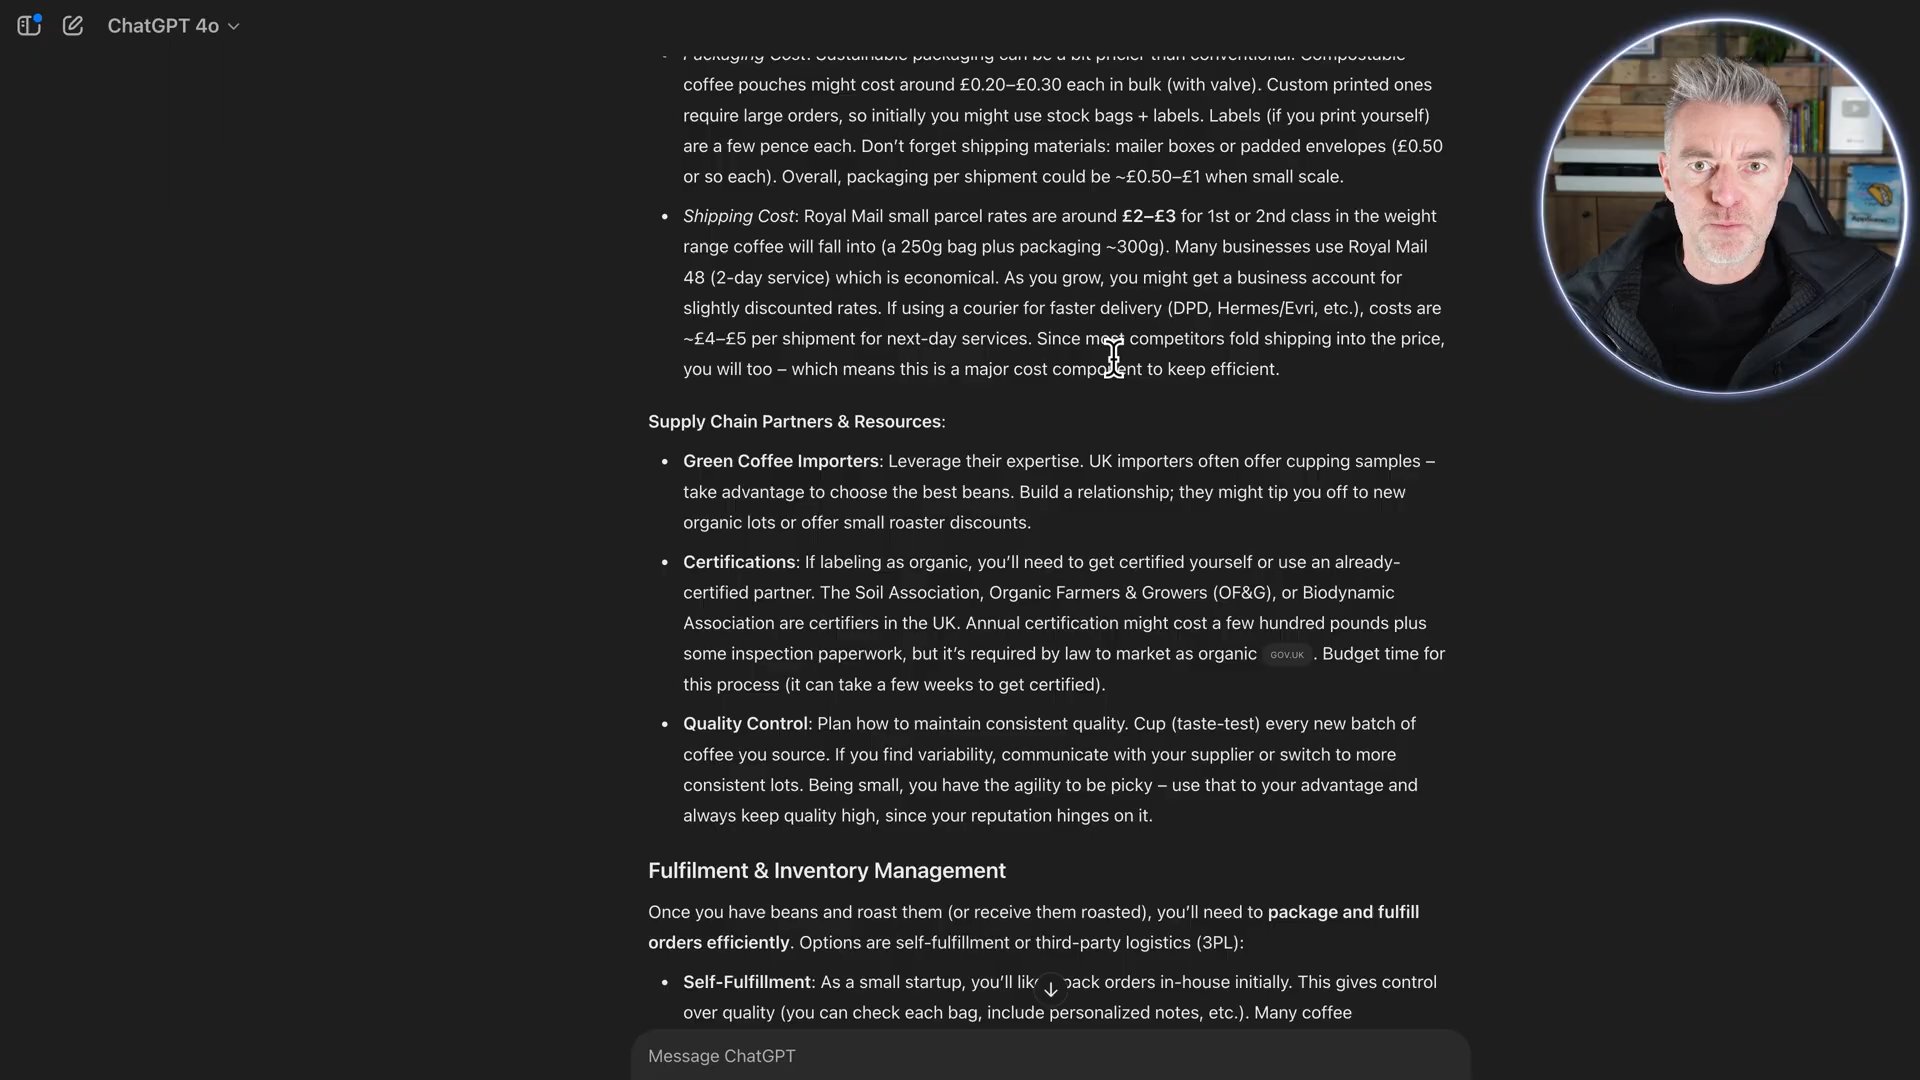 ChatGPT 4o
Packaging Cost: Sustainable packaging can be a bit pricier than conventional. Compostable
coffee pouches might cost around £0.20–£0.30 each in bulk (with valve). Custom printed ones
require large orders, so initially you might use stock bags + labels. Labels (if you print yourself)
are a few pence each. Don’t forget shipping materials: mailer boxes or padded envelopes (£0.50
or so each). Overall, packaging per shipment could be ~£0.50–£1 when small scale.
• Shipping Cost: Royal Mail small parcel rates are around £2–£3 for 1st or 2nd class in the weight
range coffee will fall into (a 250g bag plus packaging ~300g). Many businesses use Royal Mail
48 (2-day service) which is economical. As you grow, you might get a business account for
slightly discounted rates. If using a courier for faster delivery (DPD, Hermes/Evri, etc.), costs are
~£4–£5 per shipment for next-day services. Since most competitors fold shipping into the price,
you will too – which means this is a major cost component to keep efficient.
Supply Chain Partners & Resources:
• Green Coffee Importers: Leverage their expertise. UK importers often offer cupping samples –
take advantage to choose the best beans. Build a relationship; they might tip you off to new
organic lots or offer small roaster discounts.
• Certifications: If labeling as organic, you’ll need to get certified yourself or use an already-
certified partner. The Soil Association, Organic Farmers & Growers (OF&G), or Biodynamic
Association are certifiers in the UK. Annual certification might cost a few hundred pounds plus
some inspection paperwork, but it’s required by law to market as organic GOV.UK . Budget time for
this process (it can take a few weeks to get certified).
• Quality Control: Plan how to maintain consistent quality. Cup (taste-test) every new batch of
coffee you source. If you find variability, communicate with your supplier or switch to more
consistent lots. Being small, you have the agility to be picky – use that to your advantage and
always keep quality high, since your reputation hinges on it.
Fulfilment & Inventory Management
Once you have beans and roast them (or receive them roasted), you’ll need to package and fulfill
orders efficiently. Options are self-fulfillment or third-party logistics (3PL):
• Self-Fulfillment: As a small startup, you’ll likely pack orders in-house initially. This gives control
over quality (you can check each bag, include personalized notes, etc.). Many coffee
Message ChatGPT